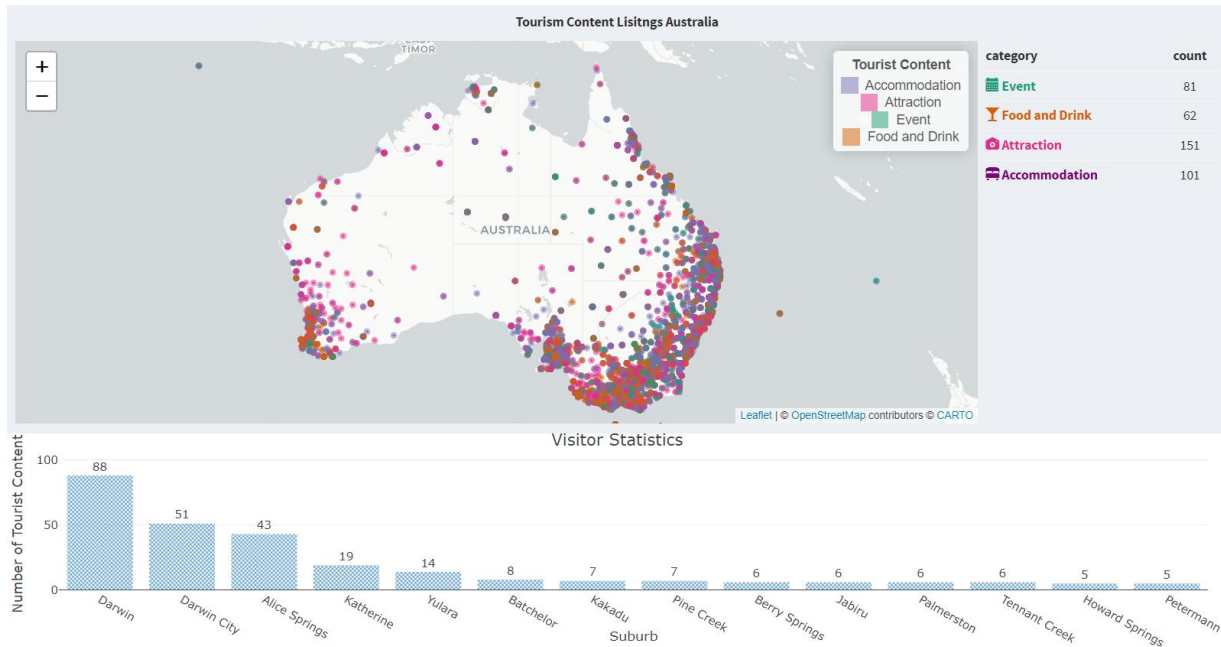 Tourism Content Lisitngs Australia
EAST
TIMOR
+
−
AUSTRALIA
Tourist Content
Accommodation
Attraction
Event
Food and Drink
Leaflet | © OpenStreetMap contributors © CARTO
category count
Event 81
Food and Drink 62
Attraction 151
Accommodation 101
Visitor Statistics
Number of Tourist Content
100
50
0
88
51
43
19
14
8
7
7
6
6
6
6
5
5
Darwin
Darwin City
Alice Springs
Katherine
Yulara
Batchelor
Kakadu
Pine Creek
Berry Springs
Jabiru
Palmerston
Tennant Creek
Howard Springs
Petermann
Suburb